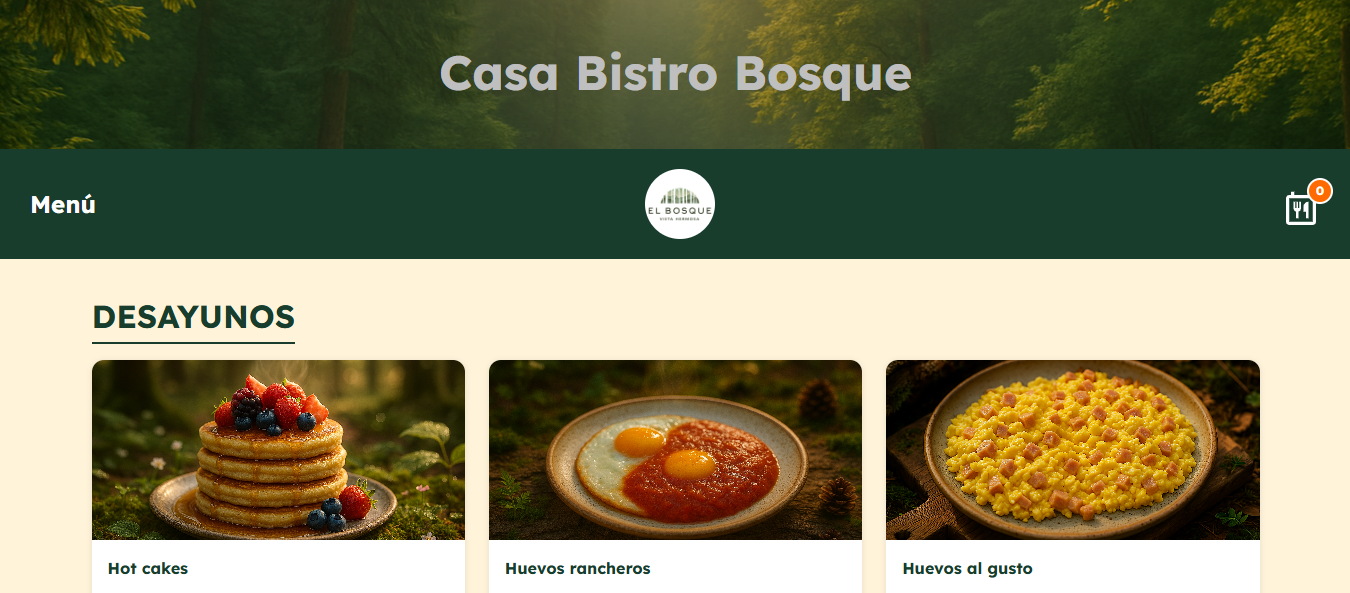 Casa Bistro Bosque
Menú
EL BOSQUE
VISTA HERMOSA
0
DESAYUNOS
Hot cakes
Huevos rancheros
Huevos al gusto